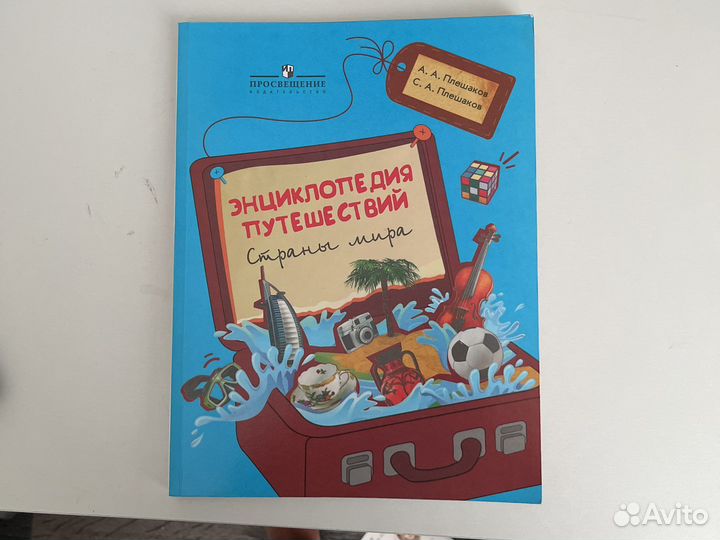 ПРОСВЕЩЕНИЕ
ИЗДАТЕЛЬСТВО
А. А. Плешаков
С. А. Плешаков
ЭНЦИКЛОПЕДИЯ
ПУТЕШЕСТВИЙ
Страны мира
Avito